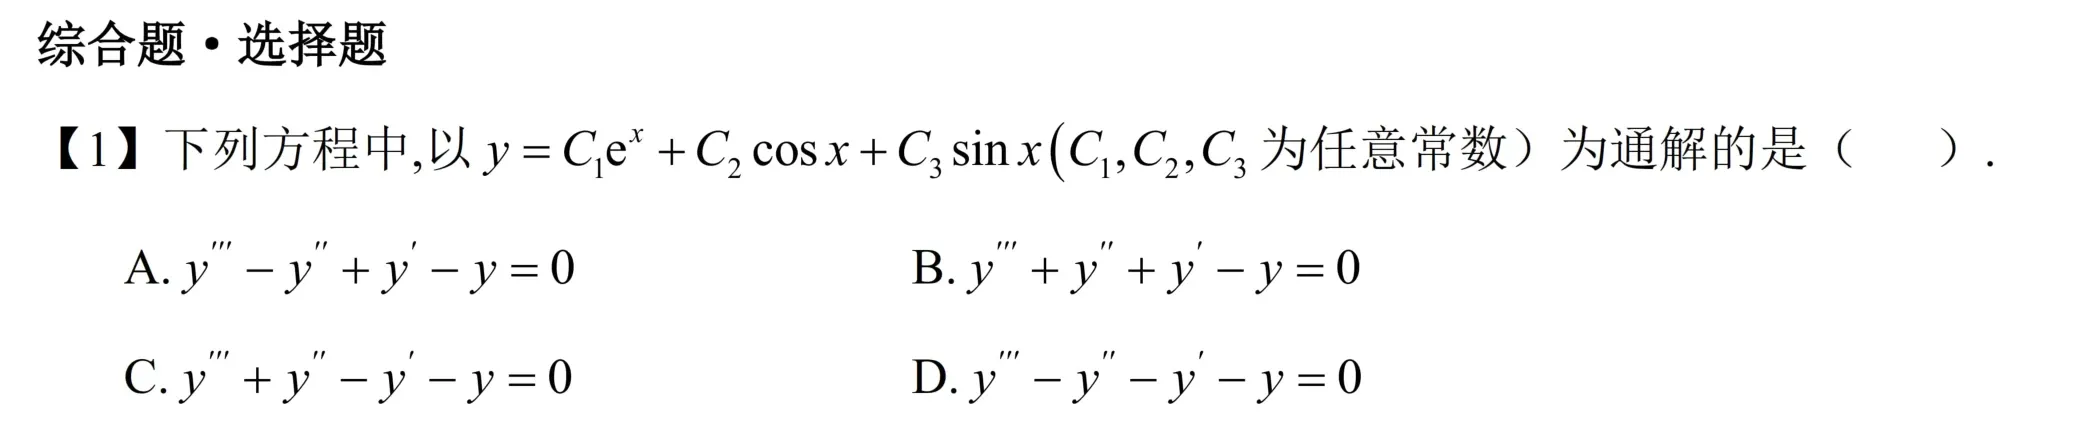 综合题·选择题
【1】下列方程中,以 y = C₁eˣ + C₂ cos x + C₃ sin x (C₁, C₂, C₃ 为任意常数）为通解的是（　　）.
A. y''' − y'' + y' − y = 0　　B. y''' + y'' + y' − y = 0
C. y''' + y'' − y' − y = 0　　D. y''' − y'' − y' − y = 0